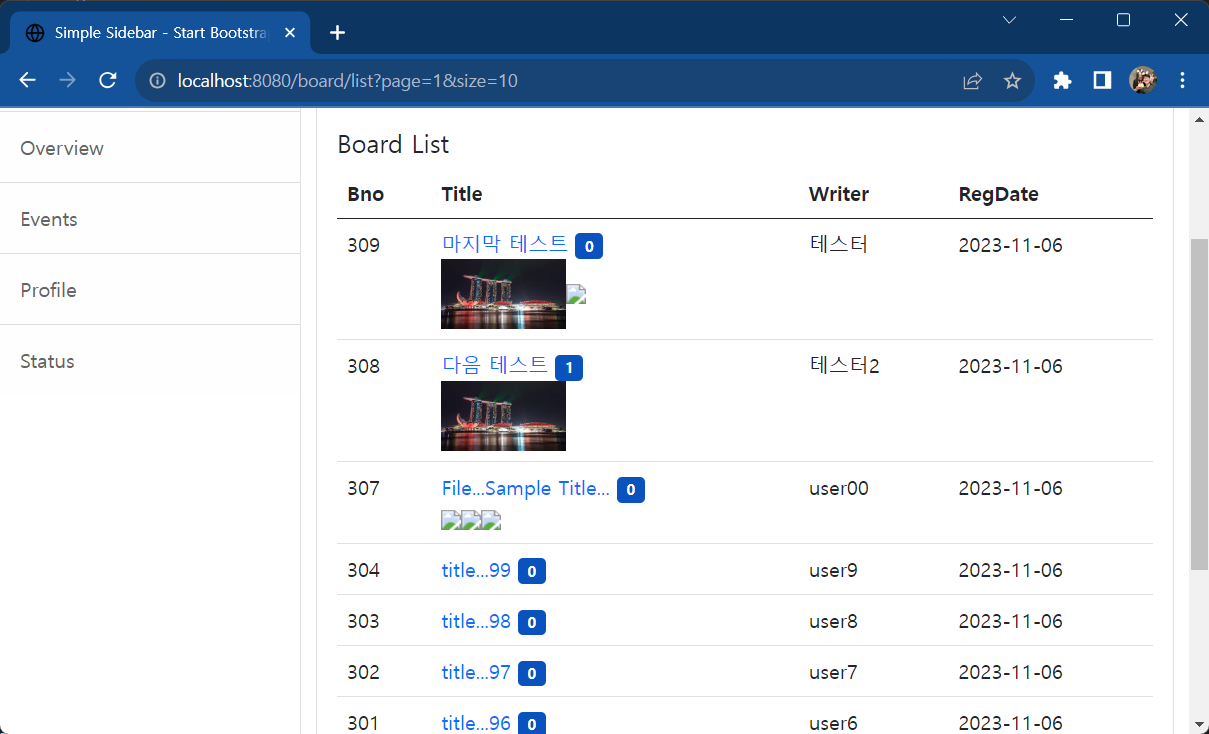 Simple Sidebar - Start Bootstra
localhost:8080/board/list?page=1&size=10
Overview
Events
Profile
Status
Board List
Bno Title Writer RegDate
309 마지막 테스트 0 테스터 2023-11-06
308 다음 테스트 1 테스터2 2023-11-06
307 File...Sample Title... 0 user00 2023-11-06
304 title...99 0 user9 2023-11-06
303 title...98 0 user8 2023-11-06
302 title...97 0 user7 2023-11-06
301 title...96 0 user6 2023-11-06